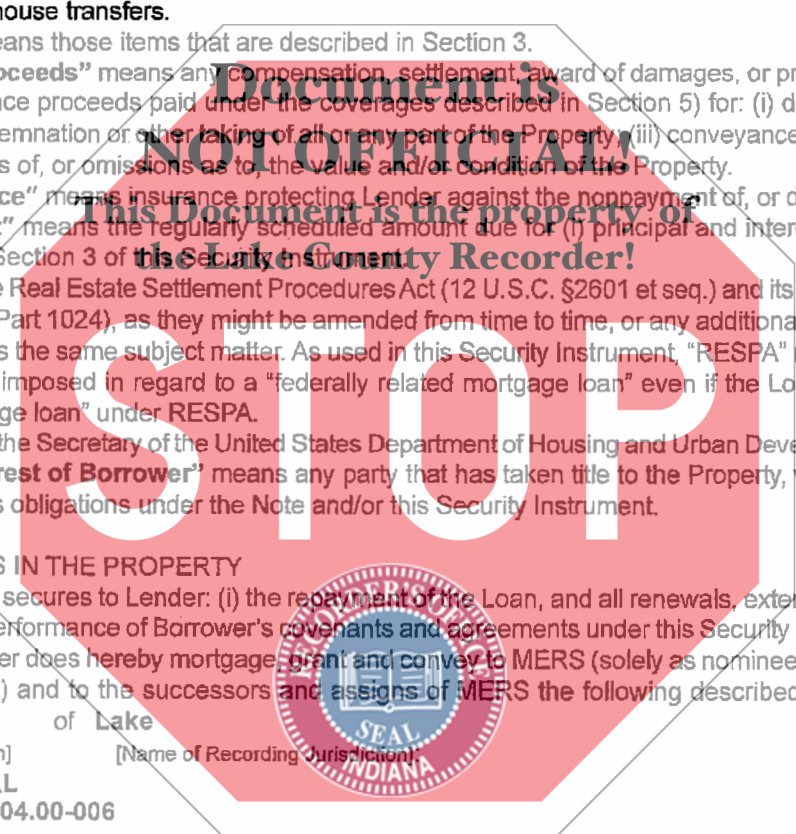 house transfers.
eans those items that are described in Section 3.
oceeds” means any compensation, settlement, award of damages, or pr
nce proceeds paid under the coverages described in Section 5) for: (i) d
emnation or other taking of all or any part of the Property; (iii) conveyance
s of, or omissions as to, the value and/or condition of the Property.
ce” means insurance protecting Lender against the nonpayment of, or d
t” means the regularly scheduled amount due for (i) principal and inter
Section 3 of this Security Instrument.
e Real Estate Settlement Procedures Act (12 U.S.C. §2601 et seq.) and its
Part 1024), as they might be amended from time to time, or any additiona
s the same subject matter. As used in this Security Instrument, “RESPA”
imposed in regard to a “federally related mortgage loan” even if the Lo
ge loan” under RESPA.
the Secretary of the United States Department of Housing and Urban Deve
rest of Borrower” means any party that has taken title to the Property,
s obligations under the Note and/or this Security Instrument.
S IN THE PROPERTY
secures to Lender: (i) the repayment of the Loan, and all renewals, exter
erformance of Borrower's covenants and agreements under this Security
er does hereby mortgage, grant and convey to MERS (solely as nominee
) and to the successors and assigns of MERS the following described
of Lake
n] [Name of Recording Jurisdiction]:
AL
04.00-006
Document is
NOT OFFICIAL!
This Document is the property of
the Lake County Recorder!
STOP
RECORDER'S OFFICE
SEAL
INDIANA